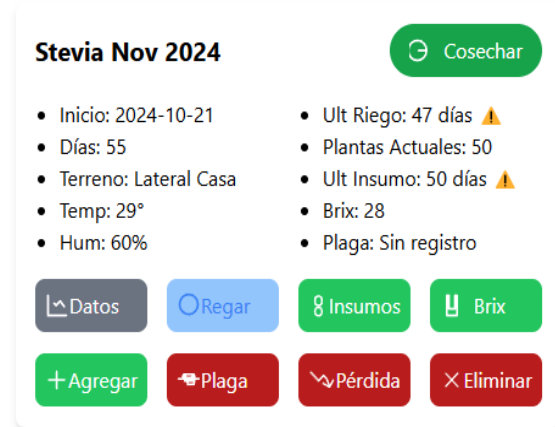 Stevia Nov 2024
Cosechar
Inicio: 2024-10-21
Días: 55
Terreno: Lateral Casa
Temp: 29°
Hum: 60%
Ult Riego: 47 días ⚠️
Plantas Actuales: 50
Ult Insumo: 50 días ⚠️
Brix: 28
Plaga: Sin registro
Datos
Regar
Insumos
Brix
Agregar
Plaga
Pérdida
Eliminar